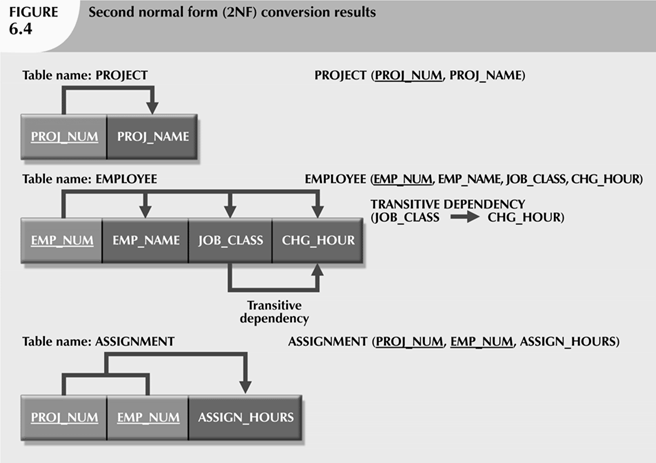 FIGURE
6.4
Second normal form (2NF) conversion results
Table name: PROJECT
PROJECT (PROJ_NUM, PROJ_NAME)
PROJ_NUM PROJ_NAME
Table name: EMPLOYEE
EMPLOYEE (EMP_NUM, EMP_NAME, JOB_CLASS, CHG_HOUR)
TRANSITIVE DEPENDENCY
(JOB_CLASS CHG_HOUR)
EMP_NUM EMP_NAME JOB_CLASS CHG_HOUR
Transitive
dependency
Table name: ASSIGNMENT
ASSIGNMENT (PROJ_NUM, EMP_NUM, ASSIGN_HOURS)
PROJ_NUM EMP_NUM ASSIGN_HOURS